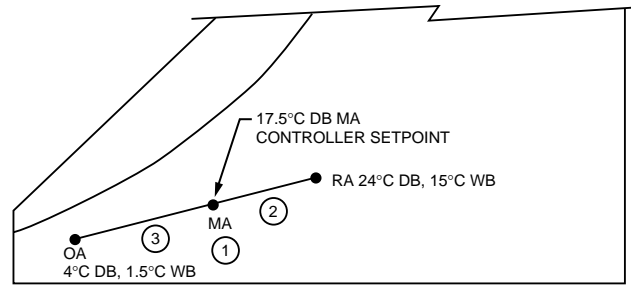 17.5°C DB MA
CONTROLLER SETPOINT
RA 24°C DB, 15°C WB
MA
2
3
1
OA
4°C DB, 1.5°C WB